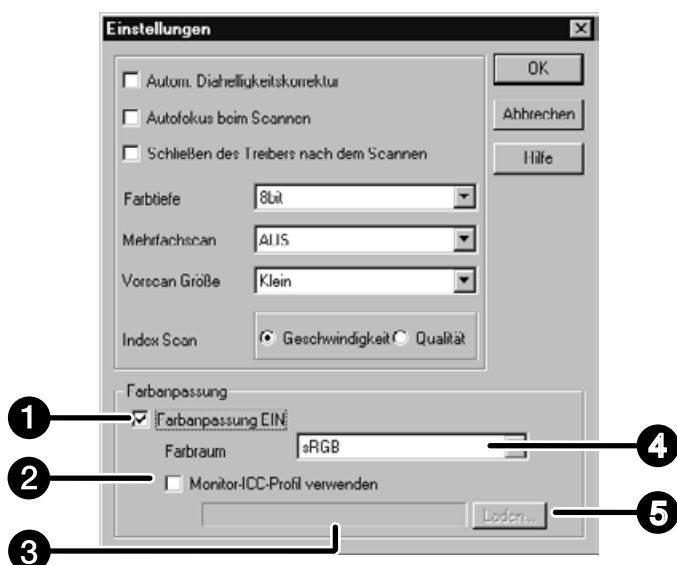 Einstellungen
Autom. Diahelligkeitskorrektur
OK
Autofokus beim Scannen
Abbrechen
Schließen des Treibers nach dem Scannen
Hilfe
Farbtiefe 8bit
Mehrfachscan AUS
Vorscan Größe Klein
Index Scan Geschwindigkeit Qualität
Farbanpassung
1 Farbanpassung EIN
Farbraum sRGB 4
2 Monitor-ICC-Profil verwenden
Laden... 5
3